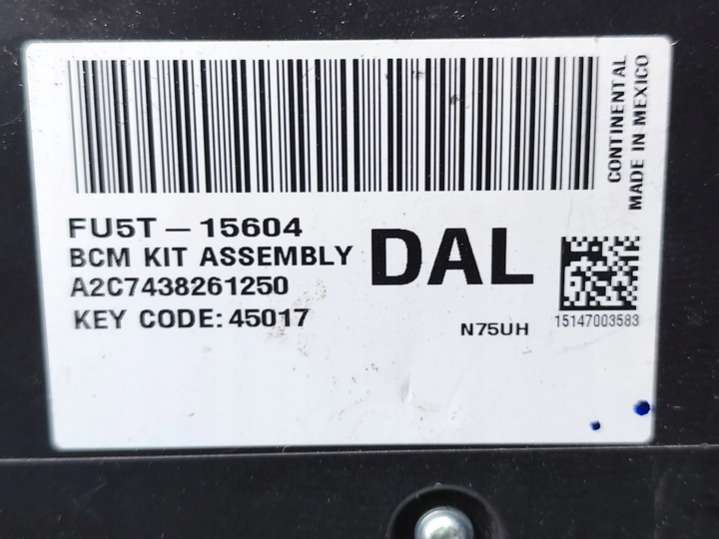 CONTINENTAL
MADE IN MEXICO
FU5T-15604
BCM KIT ASSEMBLY
DAL
A2C7438261250
KEY CODE: 45017
N75UH
15147003583